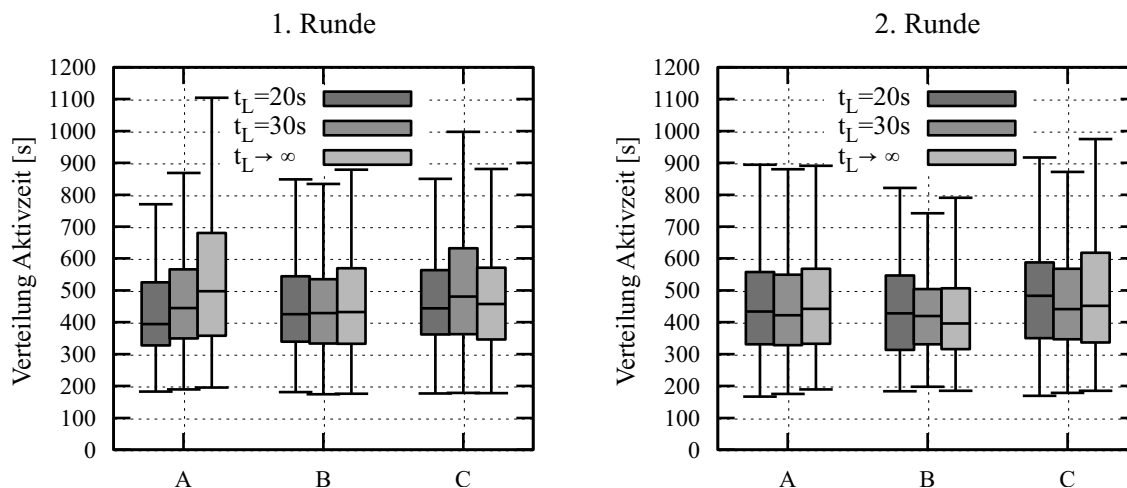 1. Runde
Verteilung Aktivzeit [s]
1200
1100
1000
900
800
700
600
500
400
300
200
100
0
t_L=20s
t_L=30s
t_L→ ∞
A B C
2. Runde
Verteilung Aktivzeit [s]
1200
1100
1000
900
800
700
600
500
400
300
200
100
0
t_L=20s
t_L=30s
t_L→ ∞
A B C